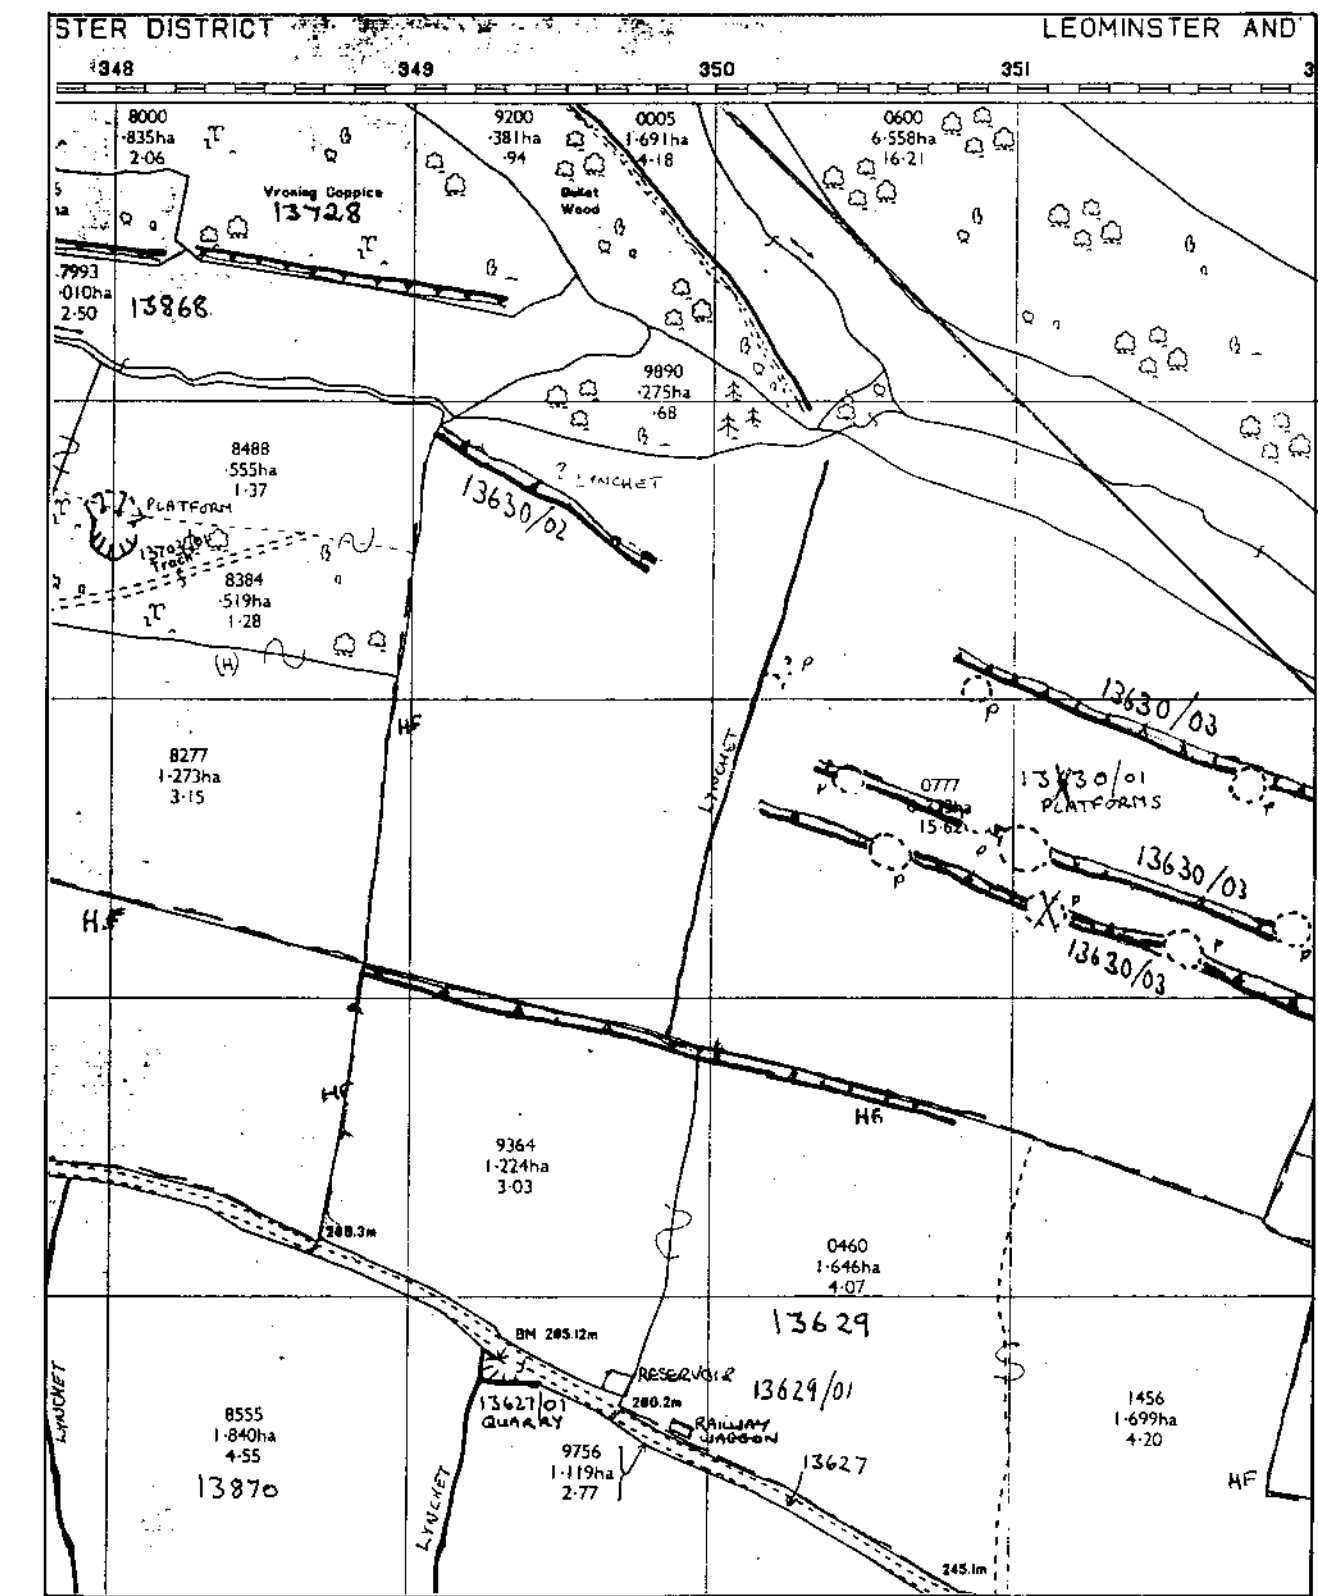 STER DISTRICT
LEOMINSTER AND
348
349
350
351
3
8000
·835ha
2·06
9200
·381ha
·94
0005
1·691ha
4·18
0600
6·558ha
16·21
Vroning Coppice
13728
Wood
7993
·010ha
2·50
13868
9890
·275ha
·68
8488
·555ha
1·37
? LYNCHET
13630/02
PLATFORM
13703/01
Track
8384
·519ha
1·28
(H)
P
HF
13630/03
P
LYNCHET
8277
1·273ha
3·15
P
0777
15·62
13630/01
PLATFORMS
P
P
P
13630/03
HF
P
P
P
13630/03
HF
HF
9364
1·224ha
3·03
288.3m
0460
1·646ha
4·07
13629
BM 285.12m
RESERVOIR
13629/01
LYNCHET
280.2m
13627/01
QUARRY
RAILWAY
WAGGON
1456
1·699ha
4·20
8555
1·840ha
4·55
13870
9756
1·119ha
2·77
13627
HF
LYNCHET
245.1m